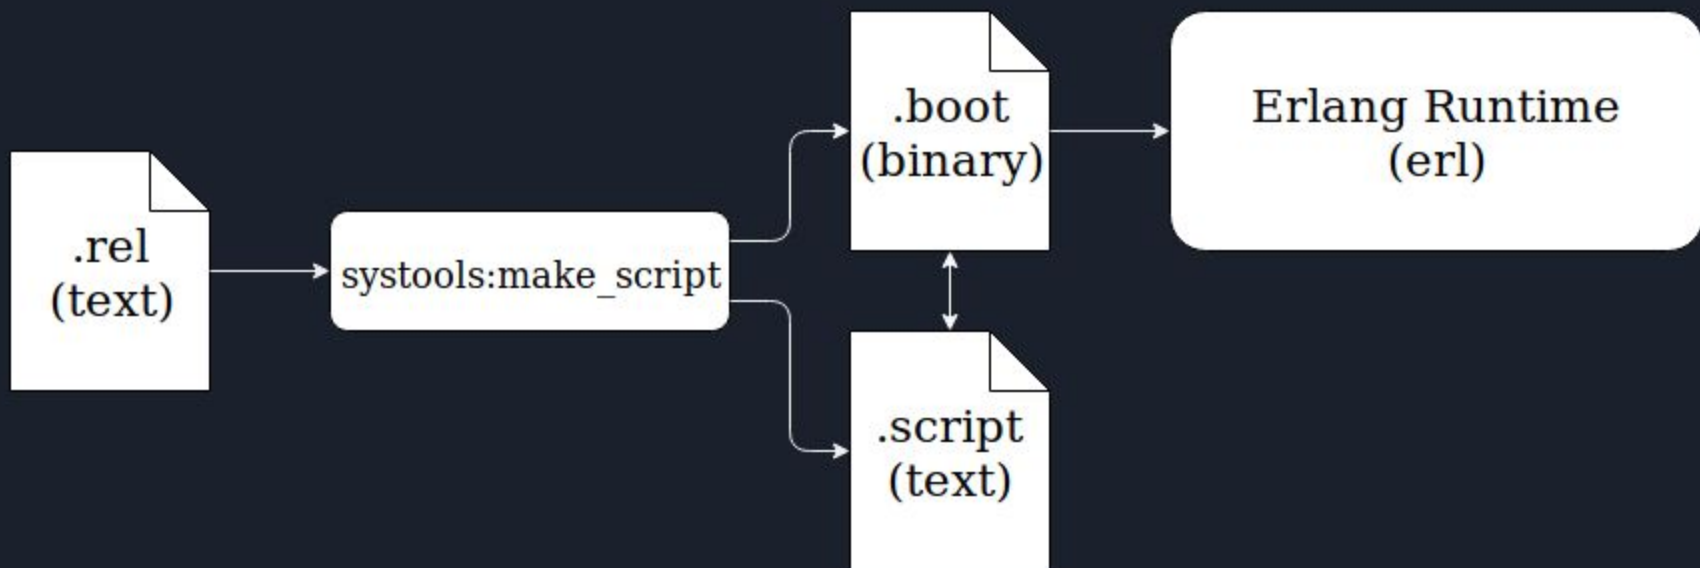 .rel
(text)
systools:make_script
.boot
(binary)
.script
(text)
Erlang Runtime
(erl)